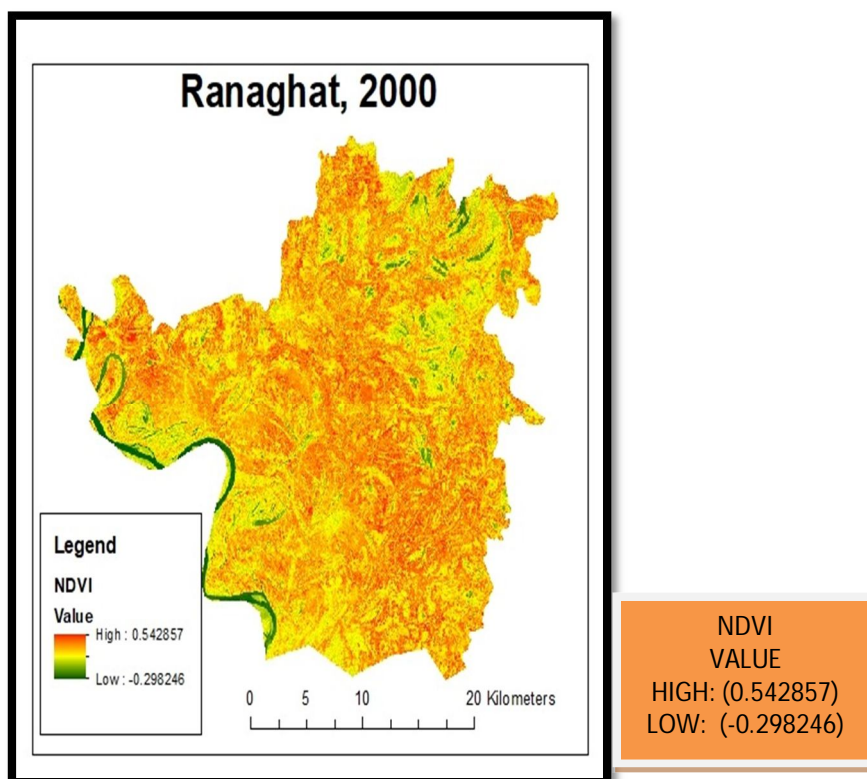 Ranaghat, 2000
Legend
NDVI
Value
High : 0.542857
Low : -0.298246
0 5 10 20 Kilometers
NDVI
VALUE
HIGH: (0.542857)
LOW: (-0.298246)